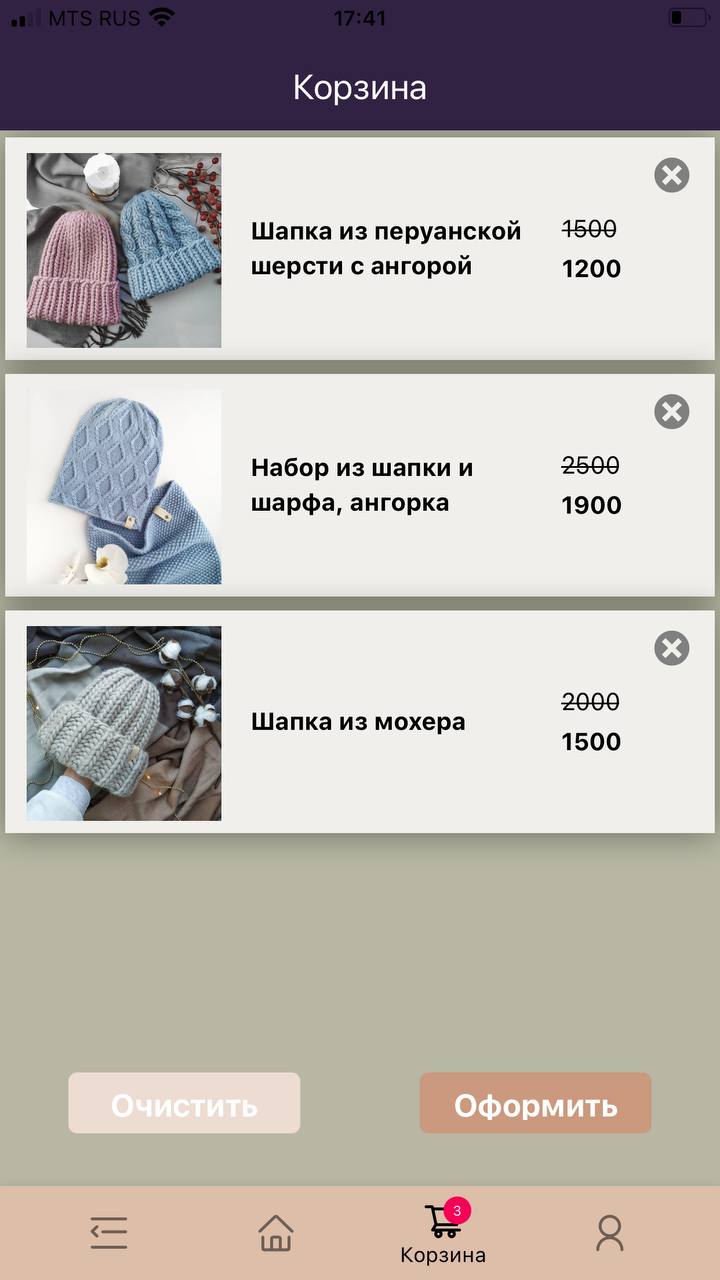 MTS RUS 17:41
Корзина
Шапка из перуанской
шерсти с ангорой
1500
1200
Набор из шапки и
шарфа, ангорка
2500
1900
Шапка из мохера
2000
1500
Очистить
Оформить
3
Корзина